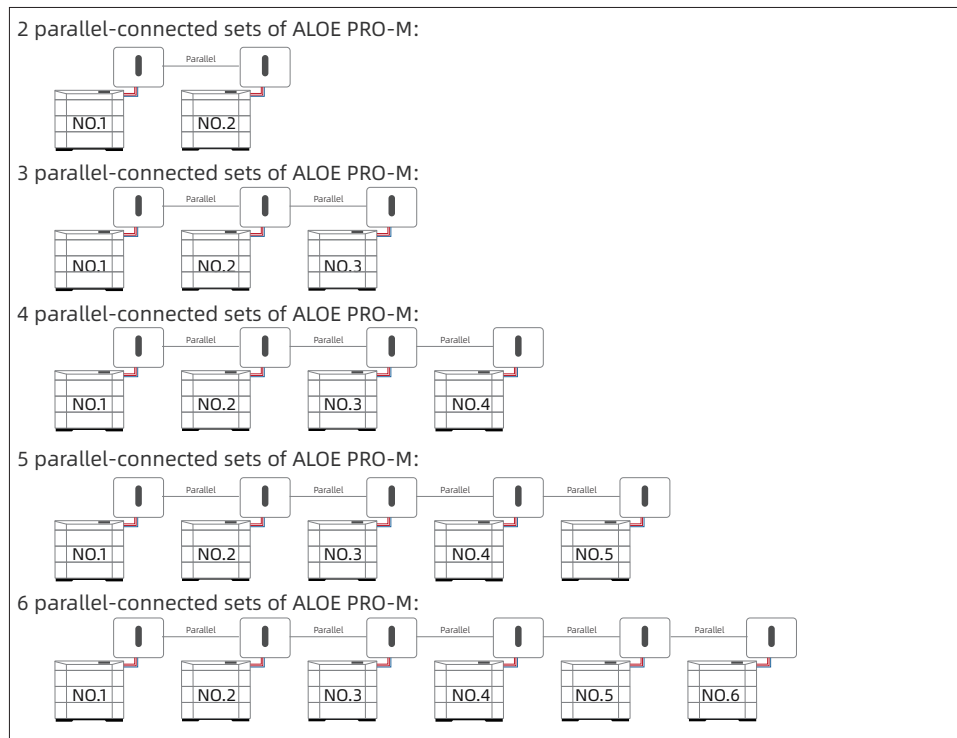 2 parallel-connected sets of ALOE PRO-M:
Parallel
NO.1 NO.2
3 parallel-connected sets of ALOE PRO-M:
Parallel Parallel
NO.1 NO.2 NO.3
4 parallel-connected sets of ALOE PRO-M:
Parallel Parallel Parallel
NO.1 NO.2 NO.3 NO.4
5 parallel-connected sets of ALOE PRO-M:
Parallel Parallel Parallel Parallel
NO.1 NO.2 NO.3 NO.4 NO.5
6 parallel-connected sets of ALOE PRO-M:
Parallel Parallel Parallel Parallel Parallel
NO.1 NO.2 NO.3 NO.4 NO.5 NO.6